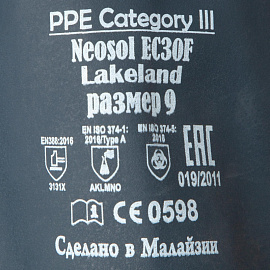 PPE Category III
Neosol EC30F
Lakeland
размер 9
EN388:2016
3131X
EN ISO 374-1:
2016/Type A
AKLMNO
EN ISO 374-5:
2016
EAC
019/2011
i
CE 0598
Сделано в Малайзии